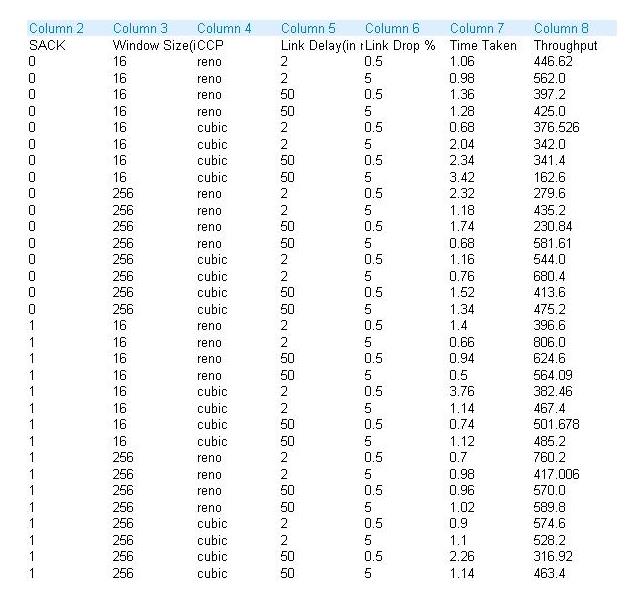 Column 2 Column 3 Column 4 Column 5 Column 6 Column 7 Column 8
SACK Window Size(i CCP Link Delay(in r Link Drop % Time Taken Throughput
0 16 reno 2 0.5 1.06 446.62
0 16 reno 2 5 0.98 562.0
0 16 reno 50 0.5 1.36 397.2
0 16 reno 50 5 1.28 425.0
0 16 cubic 2 0.5 0.68 376.526
0 16 cubic 2 5 2.04 342.0
0 16 cubic 50 0.5 2.34 341.4
0 16 cubic 50 5 3.42 162.6
0 256 reno 2 0.5 2.32 279.6
0 256 reno 2 5 1.18 435.2
0 256 reno 50 0.5 1.74 230.84
0 256 reno 50 5 0.68 581.61
0 256 cubic 2 0.5 1.16 544.0
0 256 cubic 2 5 0.76 680.4
0 256 cubic 50 0.5 1.52 413.6
0 256 cubic 50 5 1.34 475.2
1 16 reno 2 0.5 1.4 396.6
1 16 reno 2 5 0.66 806.0
1 16 reno 50 0.5 0.94 624.6
1 16 reno 50 5 0.5 564.09
1 16 cubic 2 0.5 3.76 382.46
1 16 cubic 2 5 1.14 467.4
1 16 cubic 50 0.5 0.74 501.678
1 16 cubic 50 5 1.12 485.2
1 256 reno 2 0.5 0.7 760.2
1 256 reno 2 5 0.98 417.006
1 256 reno 50 0.5 0.96 570.0
1 256 reno 50 5 1.02 589.8
1 256 cubic 2 0.5 0.9 574.6
1 256 cubic 2 5 1.1 528.2
1 256 cubic 50 0.5 2.26 316.92
1 256 cubic 50 5 1.14 463.4